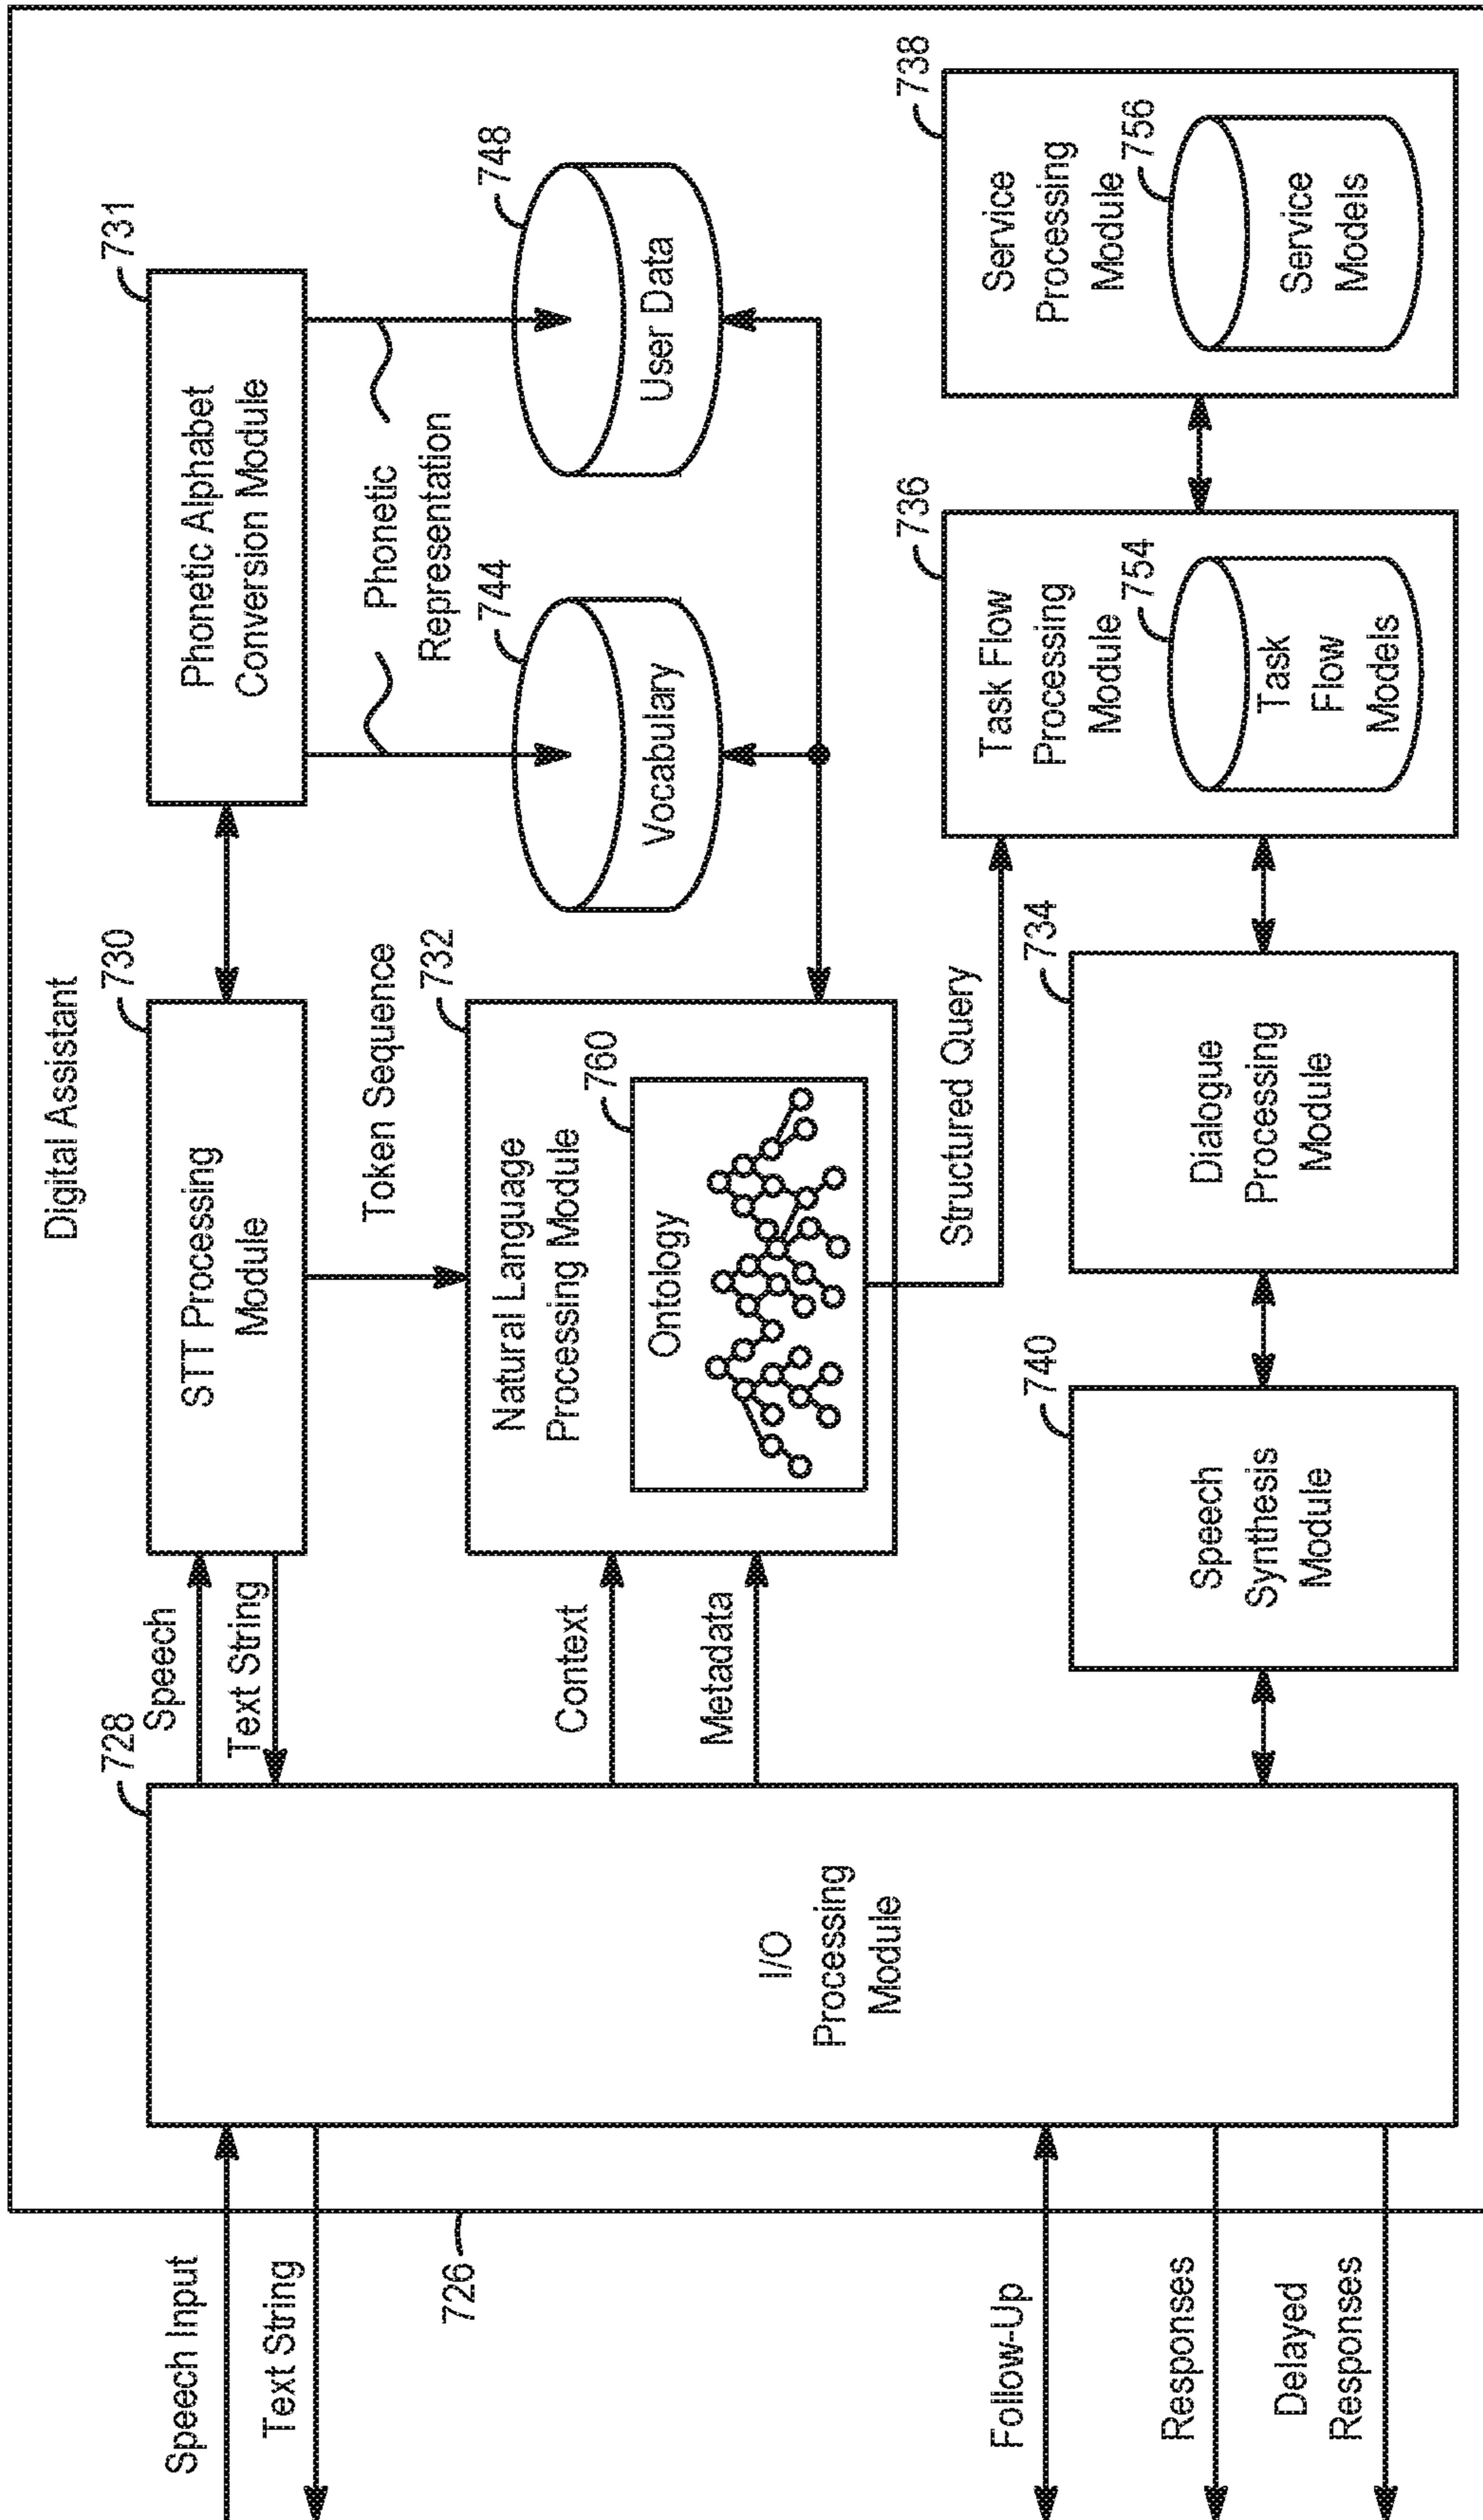 Digital Assistant
Speech Input
Text String
726
Follow-Up
Responses
Delayed
Responses
728
I/O
Processing
Module
Speech
Text String
Context
Metadata
730
STT Processing
Module
Token Sequence
731
Phonetic Alphabet
Conversion Module
Phonetic
Representation
744
Vocabulary
748
User Data
732
Natural Language
Processing Module
760
Ontology
Structured Query
740
Speech
Synthesis
Module
734
Dialogue
Processing
Module
736
Task Flow
Processing
Module
754
Task
Flow
Models
738
Service
Processing
Module
756
Service
Models